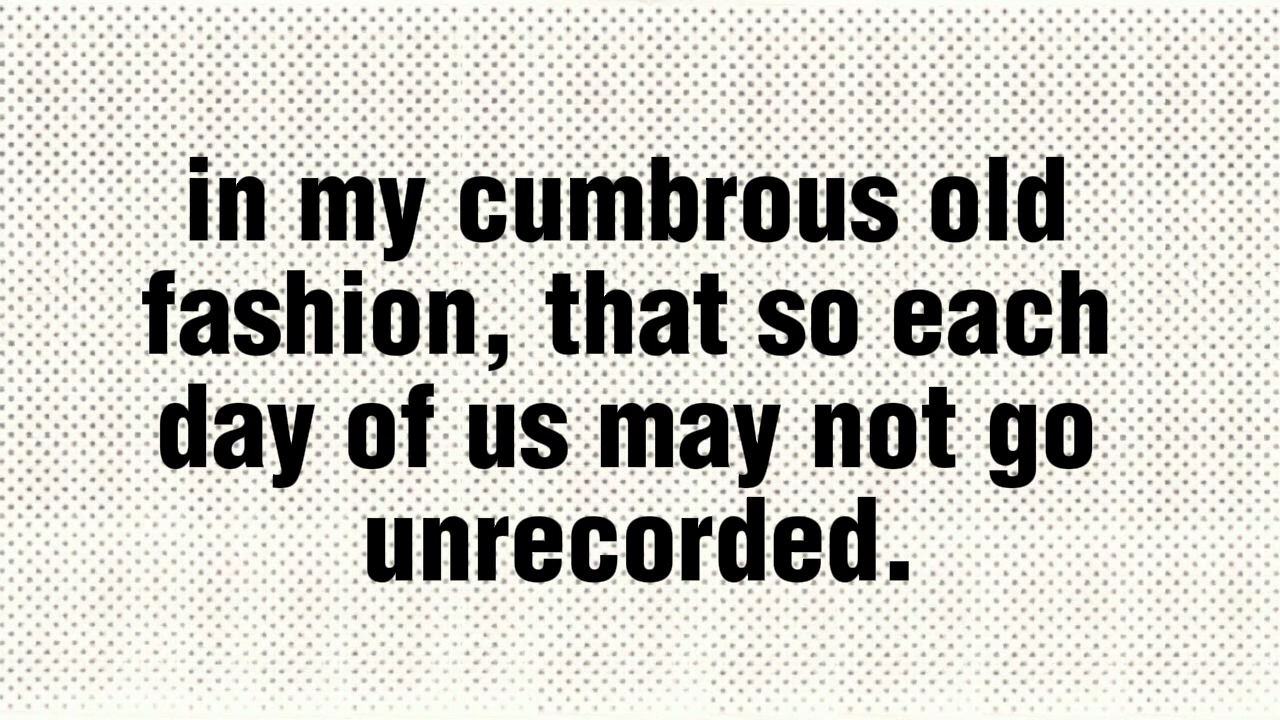 in my cumbrous old
fashion, that so each
day of us may not go
unrecorded.